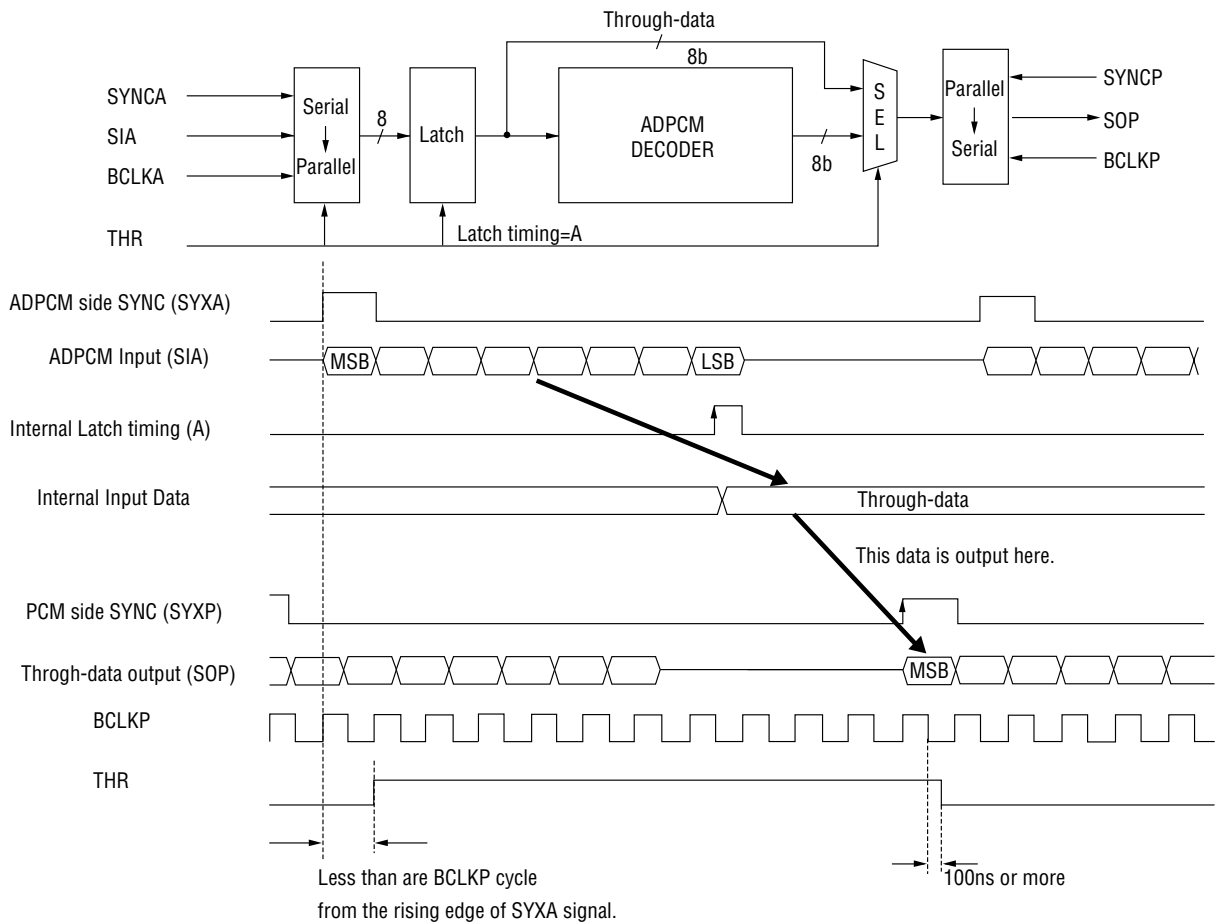 Through-data
8b
SYNCA
SIA
BCLKA
THR
Serial
Parallel
8
Latch
ADPCM
DECODER
8b
S
E
L
Parallel
Serial
SYNCP
SOP
BCLKP
Latch timing=A
ADPCM side SYNC (SYXA)
ADPCM Input (SIA)
MSB
LSB
Internal Latch timing (A)
Internal Input Data
Through-data
This data is output here.
PCM side SYNC (SYXP)
Throgh-data output (SOP)
MSB
BCLKP
THR
Less than are BCLKP cycle
from the rising edge of SYXA signal.
100ns or more